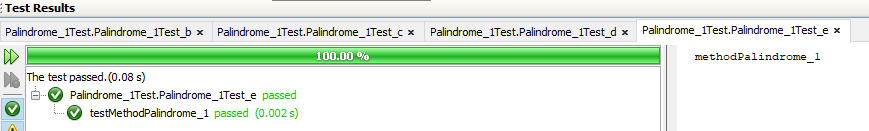 Test Results
Palindrome_1Test.Palindrome_1Test_b × Palindrome_1Test.Palindrome_1Test_c × Palindrome_1Test.Palindrome_1Test_d × Palindrome_1Test.Palindrome_1Test_e ×
100.00 %
methodPalindrome_1
The test passed.(0.08 s)
Palindrome_1Test.Palindrome_1Test_e passed
testMethodPalindrome_1 passed (0.002 s)